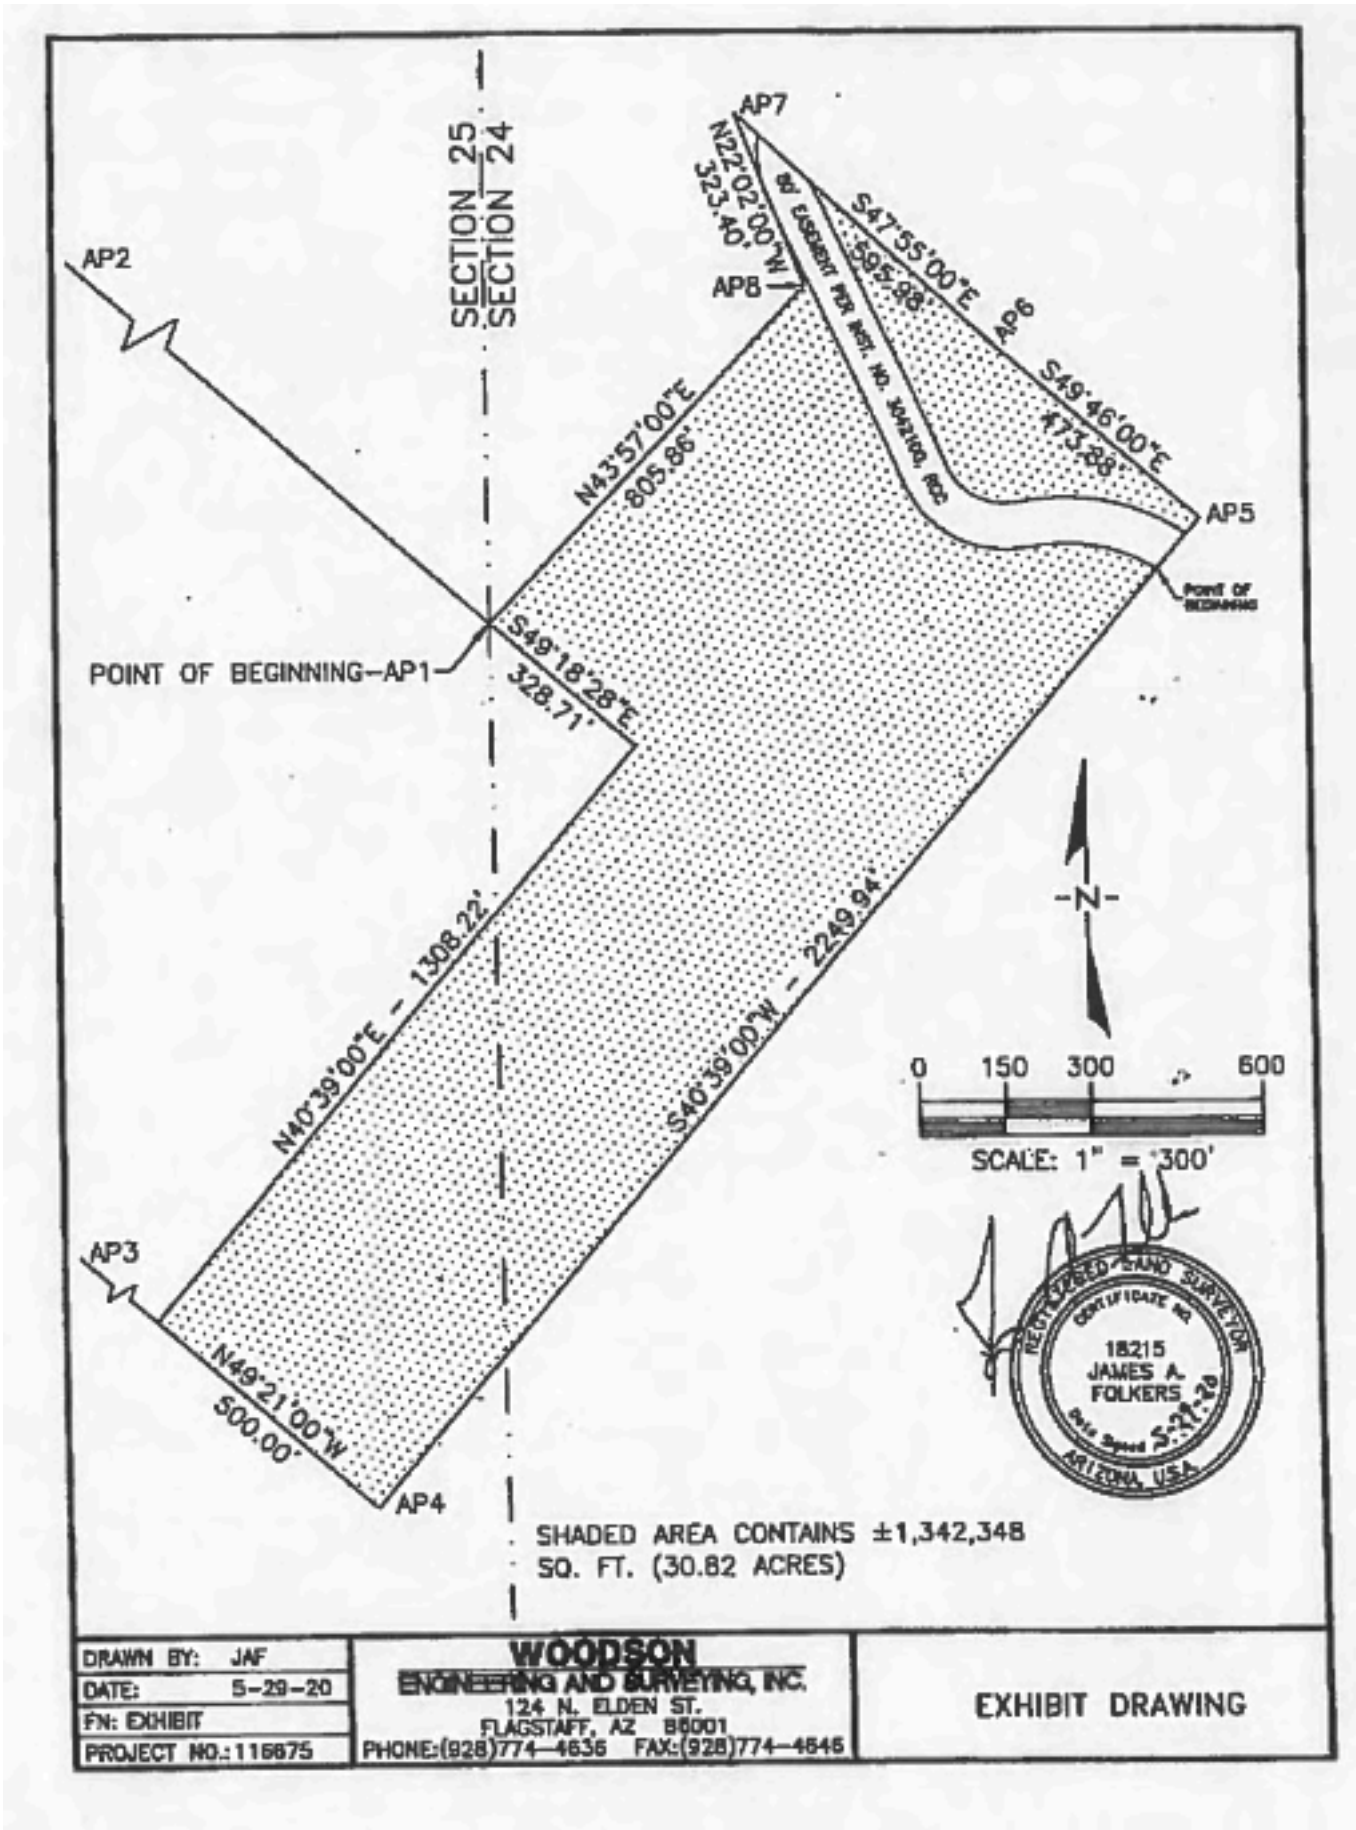 AP7
SECTION 25
SECTION 24
N22°02'00"W
323.40'
80' EASEMENT PER INST. NO. 3042100, RCC
S47°55'00"E
595.98'
AP2
AP8
AP6
S49°46'00"E
473.88'
N43°57'00"E
805.86'
AP5
POINT OF
BEGINNING
POINT OF BEGINNING-AP1
S49°18'28"E
328.71'
-N-
N40°39'00"E - 1308.22'
S40°39'00"W - 2249.94'
0 150 300 600
SCALE: 1" = 300'
AP3
REGISTERED LAND SURVEYOR
CERTIFICATE NO.
18215
JAMES A.
FOLKERS
Date Signed
ARIZONA, U.S.A.
N49°21'00"W
500.00'
AP4
SHADED AREA CONTAINS ±1,342,348
SQ. FT. (30.82 ACRES)
DRAWN BY: JAF
DATE: 5-29-20
FN: EXHIBIT
PROJECT NO.: 116675
WOODSON
ENGINEERING AND SURVEYING, INC.
124 N. ELDEN ST.
FLAGSTAFF, AZ 86001
PHONE:(928)774-4636 FAX:(928)774-4646
EXHIBIT DRAWING